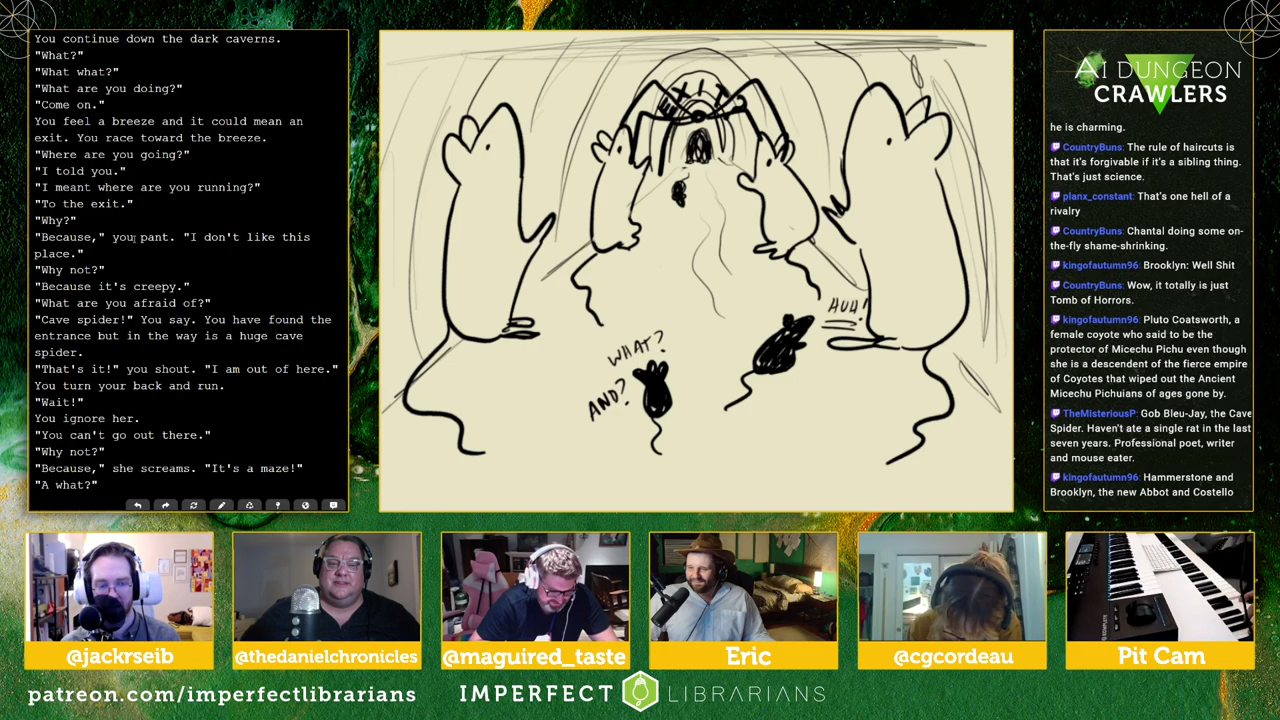 You continue down the dark caverns.
"What?"
"What what?"
"What are you doing?"
"Come on."
You feel a breeze and it could mean an
exit. You race toward the breeze.
"Where are you going?"
"I told you."
"I meant where are you running?"
"To the exit."
"Why?"
"Because," you pant. "I don't like this
place."
"Why not?"
"Because it's creepy."
"What are you afraid of?"
"Cave spider!" You say. You have found the
entrance but in the way is a huge cave
spider.
"That's it!" you shout. "I am out of here."
You turn your back and run.
"Wait!"
You ignore her.
"You can't go out there."
"Why not?"
"Because," she screams. "It's a maze!"
"A what?"
EXIT
HUH!
WHAT?
AND?
AI DUNGEON
CRAWLERS
he is charming.
CountryBuns: The rule of haircuts is
that it's forgivable if it's a sibling thing.
That's just science.
planx_constant: That's one hell of a
rivalry
CountryBuns: Chantal doing some on-
the-fly shame-shrinking.
kingofautumn96: Brooklyn: Well Shit
CountryBuns: Wow, it totally is just
Tomb of Horrors.
kingofautumn96: Pluto Coatsworth, a
female coyote who said to be the
protector of Micechu Pichu even though
she is a descendent of the fierce empire
of Coyotes that wiped out the Ancient
Micechu Pichuians of ages gone by.
TheMisteriousP: Gob Bleu-Jay, the Cave
Spider. Haven't ate a single rat in the last
seven years. Professional poet, writer
and mouse eater.
kingofautumn96: Hammerstone and
Brooklyn, the new Abbot and Costello
@jackrseib
@thedanielchronicles
@maguired_taste
Eric
@cgcordeau
Pit Cam
patreon.com/imperfectlibrarians
IMPERFECT LIBRARIANS